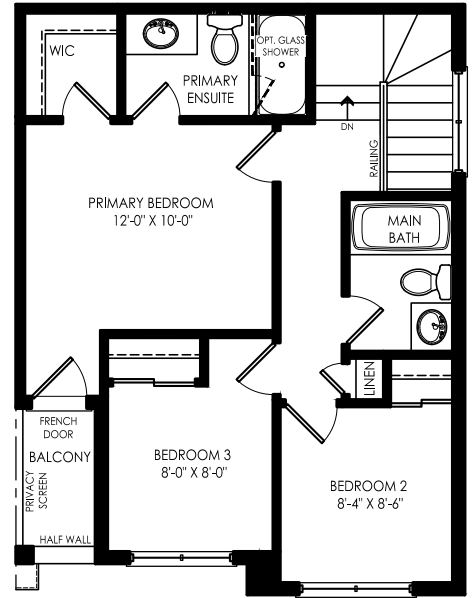 WIC
OPT. GLASS
SHOWER
PRIMARY
ENSUITE
DN
RAILING
PRIMARY BEDROOM
12'-0" X 10'-0"
MAIN
BATH
LINEN
FRENCH
DOOR
BALCONY
PRIVACY
SCREEN
HALF WALL
BEDROOM 3
8'-0" X 8'-0"
BEDROOM 2
8'-4" X 8'-6"